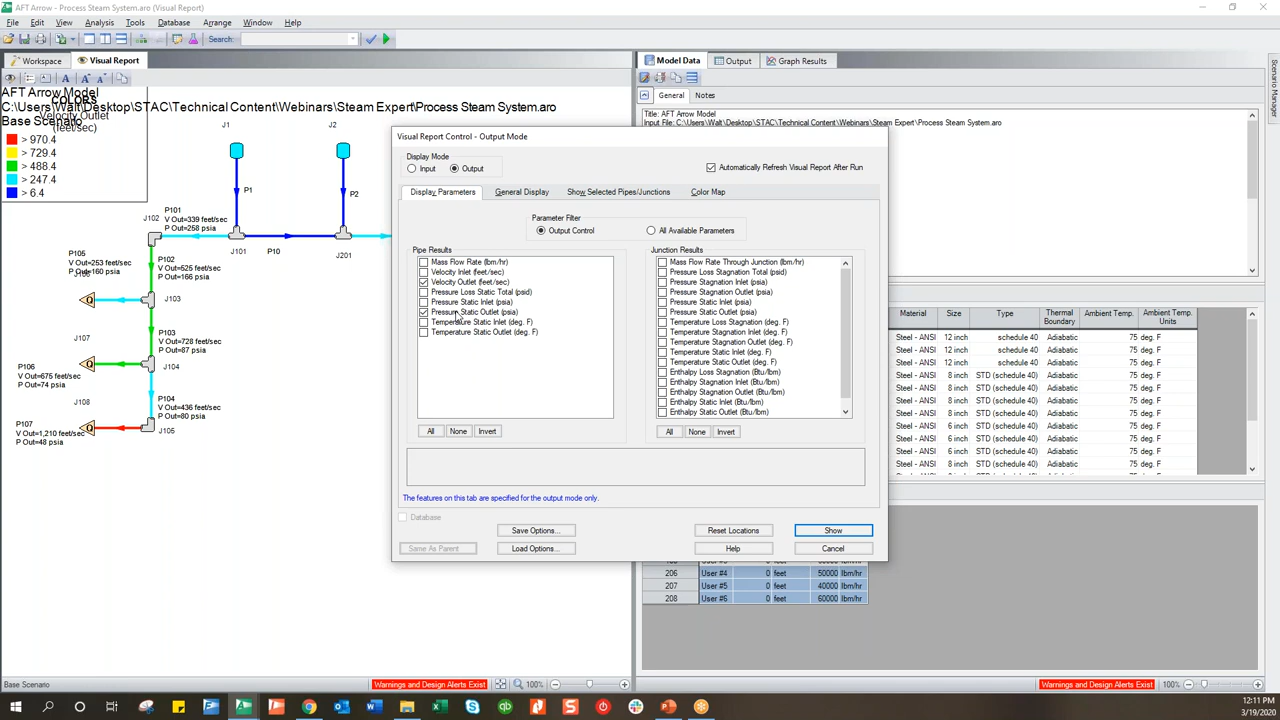 AFT Arrow - Process Steam System.aro (Visual Report)
File Edit View Analysis Tools Database Arrange Window Help
Search:
Workspace Visual Report
Model Data Output Graph Results
Scenario Manager
General Notes
AFT Arrow Model
C:\Users\Walt\Desktop\STAC\Technical Content\Webinars\Steam Expert\Process Steam System.aro
Base Scenario
COLORS
Velocity Outlet
(feet/sec)
> 970.4
> 729.4
> 488.4
> 247.4
> 6.4
J1
J2
P1
P2
P101
V Out=339 feet/sec
P Out=258 psia
J102
J101
P10
J201
P102
V Out=525 feet/sec
P Out=166 psia
P105
V Out=253 feet/sec
P Out=160 psia
J103
P103
V Out=728 feet/sec
P Out=87 psia
J107
J104
P106
V Out=675 feet/sec
P Out=74 psia
P104
V Out=436 feet/sec
P Out=80 psia
J108
J105
P107
V Out=1,210 feet/sec
P Out=48 psia
Title: AFT Arrow Model
Input File: C:\Users\Walt\Desktop\STAC\Technical Content\Webinars\Steam Expert\Process Steam System.aro
Visual Report Control - Output Mode
Display Mode
Input Output
Automatically Refresh Visual Report After Run
Display Parameters General Display Show Selected Pipes/Junctions Color Map
Parameter Filter
Output Control All Available Parameters
Pipe Results
Mass Flow Rate (lbm/hr)
Velocity Inlet (feet/sec)
Velocity Outlet (feet/sec)
Pressure Loss Static Total (psid)
Pressure Static Inlet (psia)
Pressure Static Outlet (psia)
Temperature Static Inlet (deg. F)
Temperature Static Outlet (deg. F)
All None Invert
Junction Results
Mass Flow Rate Through Junction (lbm/hr)
Pressure Loss Stagnation Total (psid)
Pressure Stagnation Inlet (psia)
Pressure Stagnation Outlet (psia)
Pressure Static Inlet (psia)
Pressure Static Outlet (psia)
Temperature Loss Stagnation (deg. F)
Temperature Stagnation Inlet (deg. F)
Temperature Stagnation Outlet (deg. F)
Temperature Static Inlet (deg. F)
Temperature Static Outlet (deg. F)
Enthalpy Loss Stagnation (Btu/lbm)
Enthalpy Stagnation Inlet (Btu/lbm)
Enthalpy Stagnation Outlet (Btu/lbm)
Enthalpy Static Inlet (Btu/lbm)
Enthalpy Static Outlet (Btu/lbm)
All None Invert
The features on this tab are specified for the output mode only.
Database
Save Options... Reset Locations Show
Same As Parent Load Options... Help Cancel
Material Size Type Thermal Boundary Ambient Temp. Ambient Temp. Units
Steel - ANSI 12 inch schedule 40 Adiabatic 75 deg. F
Steel - ANSI 12 inch schedule 40 Adiabatic 75 deg. F
Steel - ANSI 12 inch schedule 40 Adiabatic 75 deg. F
Steel - ANSI 8 inch STD (schedule 40) Adiabatic 75 deg. F
Steel - ANSI 8 inch STD (schedule 40) Adiabatic 75 deg. F
Steel - ANSI 8 inch STD (schedule 40) Adiabatic 75 deg. F
Steel - ANSI 8 inch STD (schedule 40) Adiabatic 75 deg. F
Steel - ANSI 6 inch STD (schedule 40) Adiabatic 75 deg. F
Steel - ANSI 6 inch STD (schedule 40) Adiabatic 75 deg. F
Steel - ANSI 6 inch STD (schedule 40) Adiabatic 75 deg. F
Steel - ANSI 8 inch STD (schedule 40) Adiabatic 75 deg. F
206 User #4 0 feet 50000 lbm/hr
207 User #5 0 feet 40000 lbm/hr
208 User #6 0 feet 60000 lbm/hr
Base Scenario Warnings and Design Alerts Exist 100%
Warnings and Design Alerts Exist 100%
12:11 PM
3/19/2020